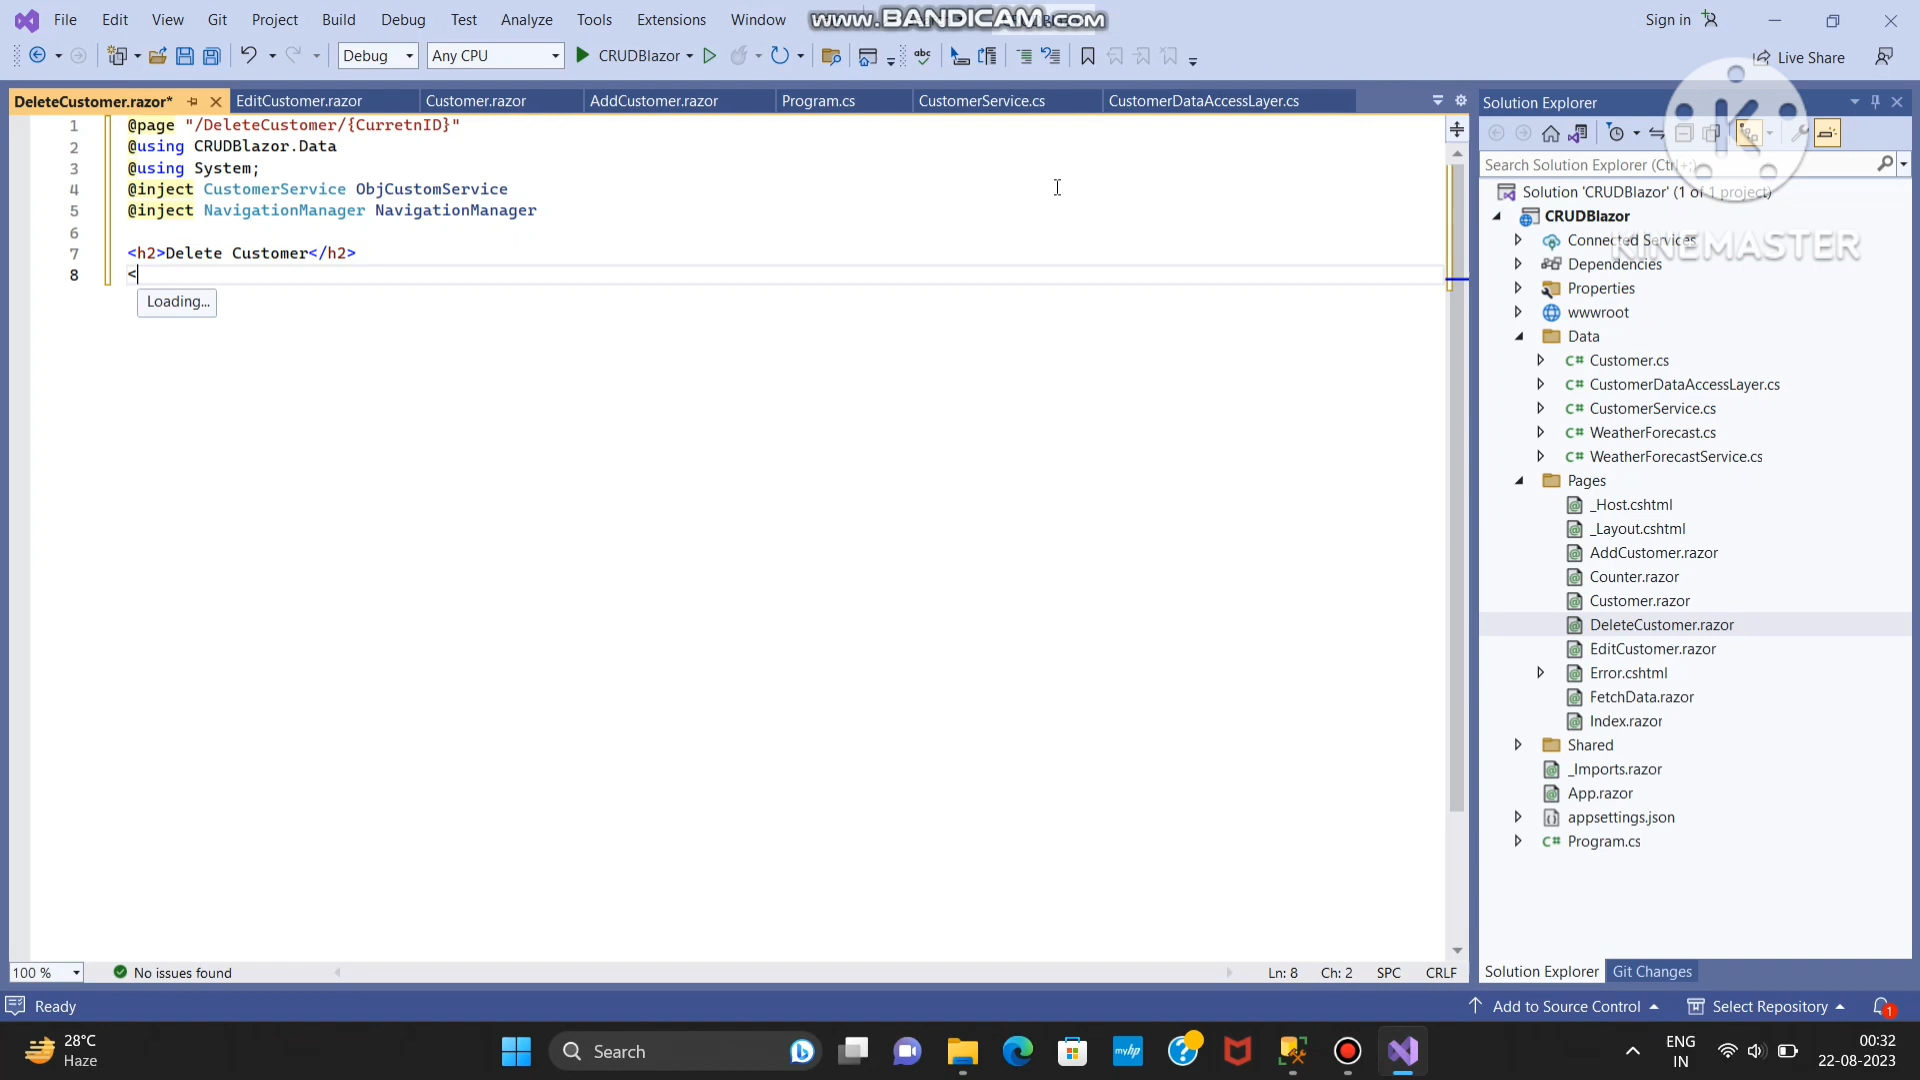 File Edit View Git Project Build Debug Test Analyze Tools Extensions Window
www.BANDICAM.com
Sign in
Debug Any CPU CRUDBlazor
Live Share
DeleteCustomer.razor* EditCustomer.razor Customer.razor AddCustomer.razor Program.cs CustomerService.cs CustomerDataAccessLayer.cs
1 @page "/DeleteCustomer/{CurretnID}"
2 @using CRUDBlazor.Data
3 @using System;
4 @inject CustomerService ObjCustomService
5 @inject NavigationManager NavigationManager
6
7 <h2>Delete Customer</h2>
8 <
Loading...
100 % No issues found Ln: 8 Ch: 2 SPC CRLF
Solution Explorer
Search Solution Explorer (Ctrl+;)
Solution 'CRUDBlazor' (1 of 1 project)
CRUDBlazor
Connected Services
KINEMASTER
Dependencies
Properties
wwwroot
Data
C# Customer.cs
C# CustomerDataAccessLayer.cs
C# CustomerService.cs
C# WeatherForecast.cs
C# WeatherForecastService.cs
Pages
_Host.cshtml
_Layout.cshtml
AddCustomer.razor
Counter.razor
Customer.razor
DeleteCustomer.razor
EditCustomer.razor
Error.cshtml
FetchData.razor
Index.razor
Shared
_Imports.razor
App.razor
appsettings.json
C# Program.cs
Solution Explorer Git Changes
Ready
Add to Source Control Select Repository 1
28°C
Haze
Search
myhp
ENG
IN
00:32
22-08-2023